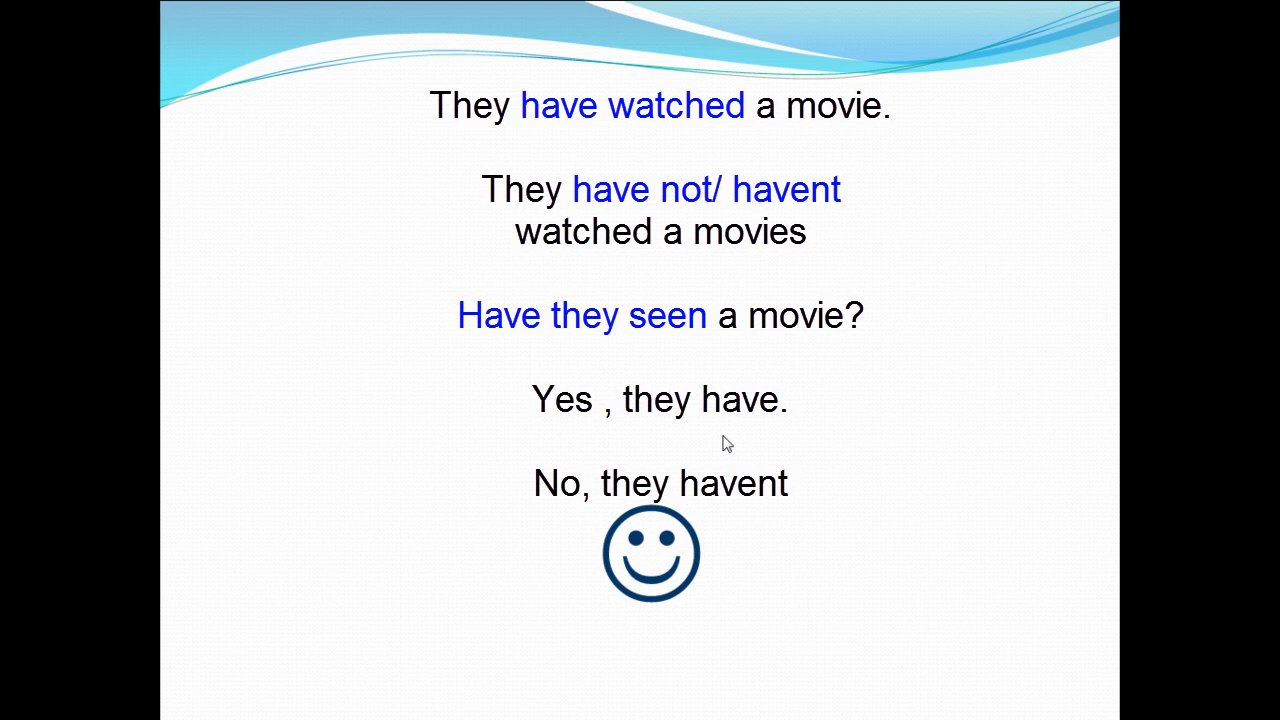 They have watched a movie.
They have not/ havent
watched a movies
Have they seen a movie?
Yes , they have.
No, they havent